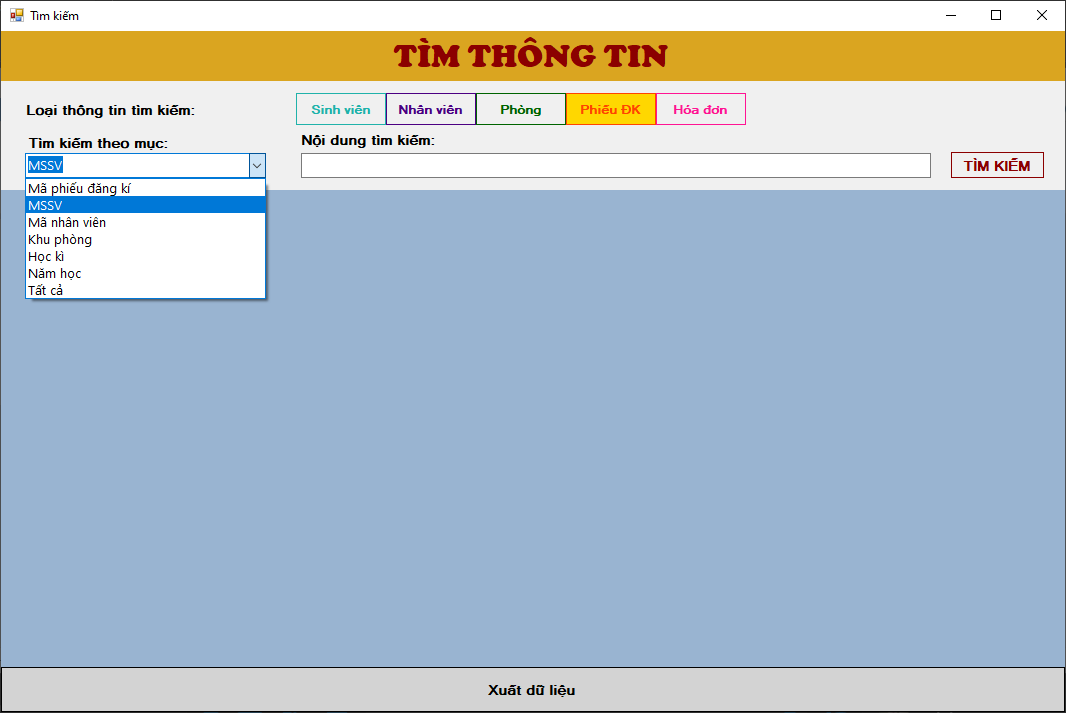 Tìm kiếm
TÌM THÔNG TIN
Loại thông tin tìm kiếm:
Sinh viên
Nhân viên
Phòng
Phiếu ĐK
Hóa đơn
Tìm kiếm theo mục:
Nội dung tìm kiếm:
MSSV
TÌM KIẾM
Mã phiếu đăng kí
MSSV
Mã nhân viên
Khu phòng
Học kì
Năm học
Tất cả
Xuất dữ liệu